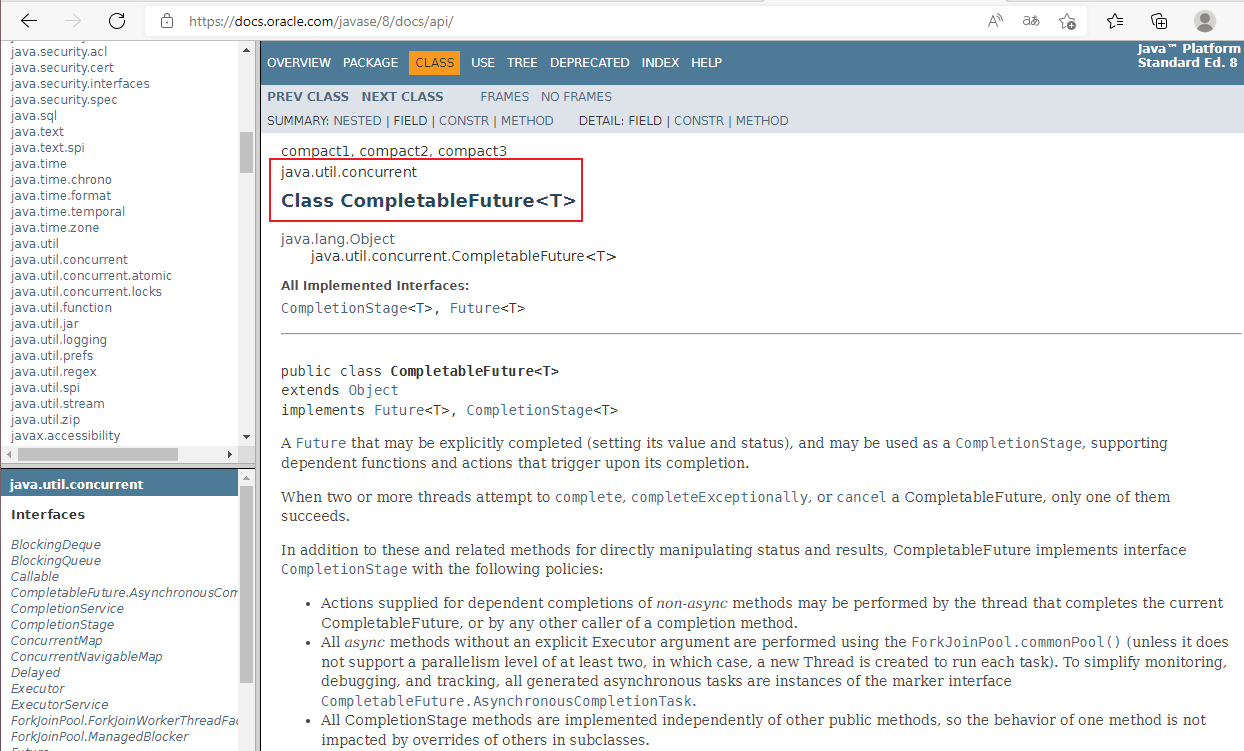 https://docs.oracle.com/javase/8/docs/api/
java.security.acl
java.security.cert
java.security.interfaces
java.security.spec
java.sql
java.text
java.text.spi
java.time
java.time.chrono
java.time.format
java.time.temporal
java.time.zone
java.util
java.util.concurrent
java.util.concurrent.atomic
java.util.concurrent.locks
java.util.function
java.util.jar
java.util.logging
java.util.prefs
java.util.regex
java.util.spi
java.util.stream
java.util.zip
javax.accessibility
java.util.concurrent
Interfaces
BlockingDeque
BlockingQueue
Callable
CompletableFuture.AsynchronousCom
CompletionService
CompletionStage
ConcurrentMap
ConcurrentNavigableMap
Delayed
Executor
ExecutorService
ForkJoinPool.ForkJoinWorkerThreadFac
ForkJoinPool.ManagedBlocker
Future
OVERVIEW PACKAGE CLASS USE TREE DEPRECATED INDEX HELP
Java™ Platform
Standard Ed. 8
PREV CLASS NEXT CLASS FRAMES NO FRAMES
SUMMARY: NESTED | FIELD | CONSTR | METHOD DETAIL: FIELD | CONSTR | METHOD
compact1, compact2, compact3
java.util.concurrent
Class CompletableFuture<T>
java.lang.Object
java.util.concurrent.CompletableFuture<T>
All Implemented Interfaces:
CompletionStage<T>, Future<T>
public class CompletableFuture<T>
extends Object
implements Future<T>, CompletionStage<T>
A Future that may be explicitly completed (setting its value and status), and may be used as a CompletionStage, supporting
dependent functions and actions that trigger upon its completion.
When two or more threads attempt to complete, completeExceptionally, or cancel a CompletableFuture, only one of them
succeeds.
In addition to these and related methods for directly manipulating status and results, CompletableFuture implements interface
CompletionStage with the following policies:
• Actions supplied for dependent completions of non-async methods may be performed by the thread that completes the current
CompletableFuture, or by any other caller of a completion method.
• All async methods without an explicit Executor argument are performed using the ForkJoinPool.commonPool() (unless it does
not support a parallelism level of at least two, in which case, a new Thread is created to run each task). To simplify monitoring,
debugging, and tracking, all generated asynchronous tasks are instances of the marker interface
CompletableFuture.AsynchronousCompletionTask.
• All CompletionStage methods are implemented independently of other public methods, so the behavior of one method is not
impacted by overrides of others in subclasses.